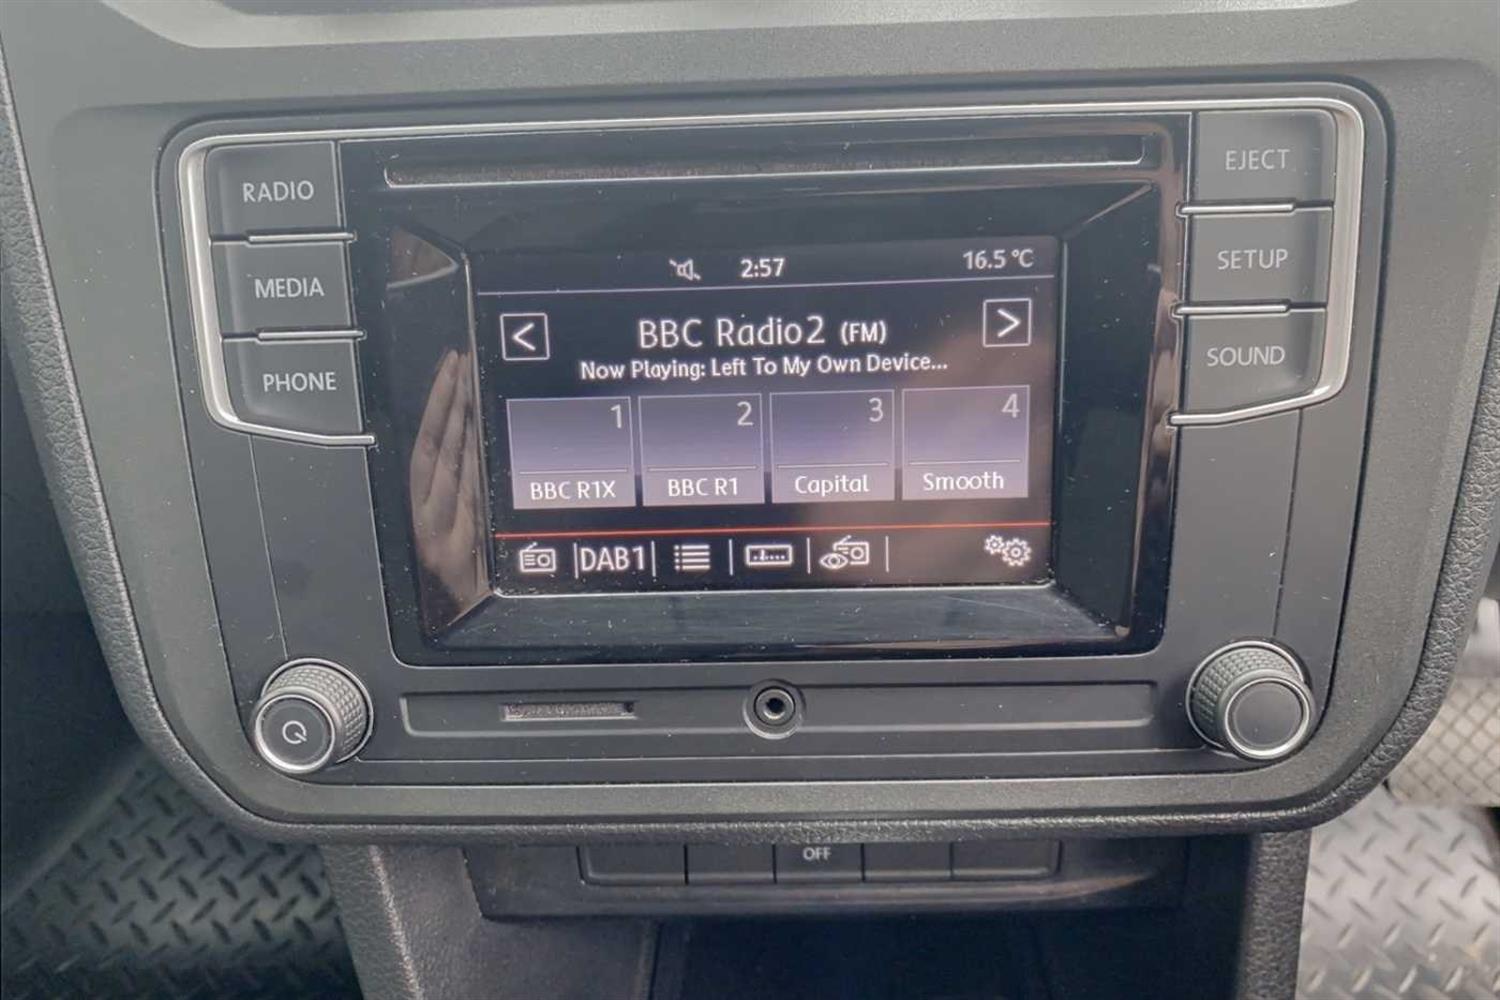 RADIO
MEDIA
PHONE
EJECT
SETUP
SOUND
2:57 16.5 °C
< BBC Radio2 (FM) >
Now Playing: Left To My Own Device...
1 2 3 4
BBC R1X BBC R1 Capital Smooth
DAB1
OFF